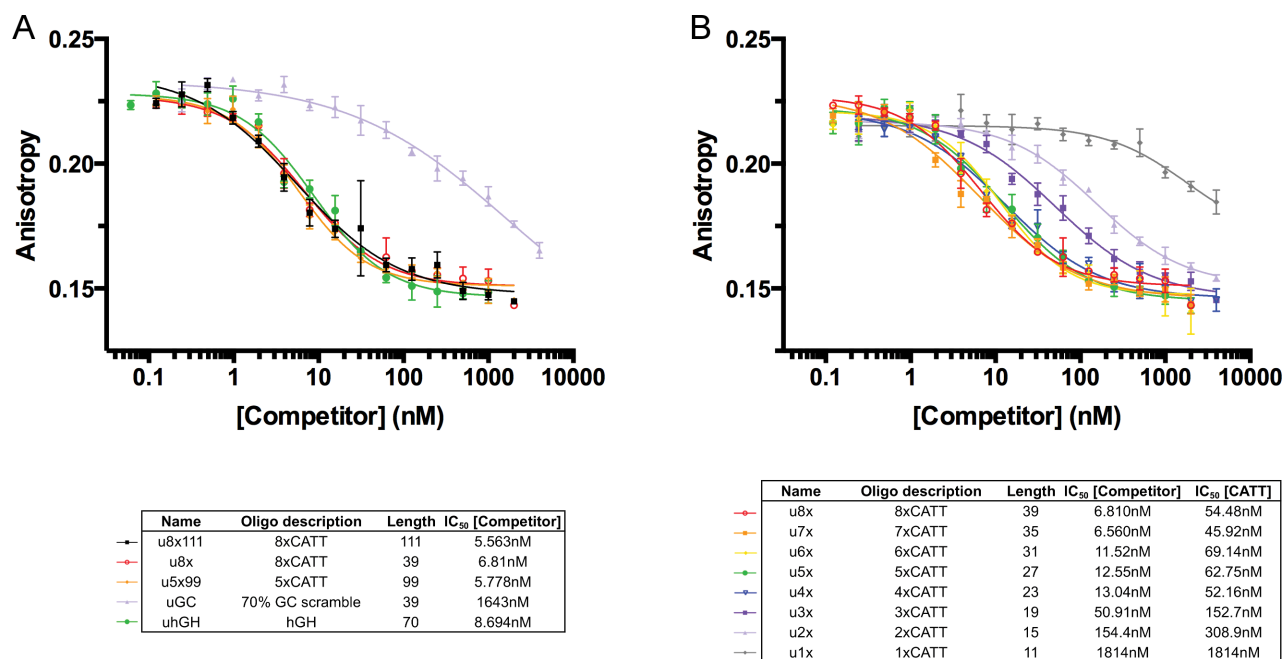 A
0.25
0.20
0.15
Anisotropy
0.1 1 10 100 1000 10000
[Competitor] (nM)
Name Oligo description Length IC50 [Competitor]
u8x111 8xCATT 111 5.563nM
u8x 8xCATT 39 6.81nM
u5x99 5xCATT 99 5.778nM
uGC 70% GC scramble 39 1643nM
uhGH hGH 70 8.694nM
B
0.25
0.20
0.15
Anisotropy
0.1 1 10 100 1000 10000
[Competitor] (nM)
Name Oligo description Length IC50 [Competitor] IC50 [CATT]
u8x 8xCATT 39 6.810nM 54.48nM
u7x 7xCATT 35 6.560nM 45.92nM
u6x 6xCATT 31 11.52nM 69.14nM
u5x 5xCATT 27 12.55nM 62.75nM
u4x 4xCATT 23 13.04nM 52.16nM
u3x 3xCATT 19 50.91nM 152.7nM
u2x 2xCATT 15 154.4nM 308.9nM
u1x 1xCATT 11 1814nM 1814nM